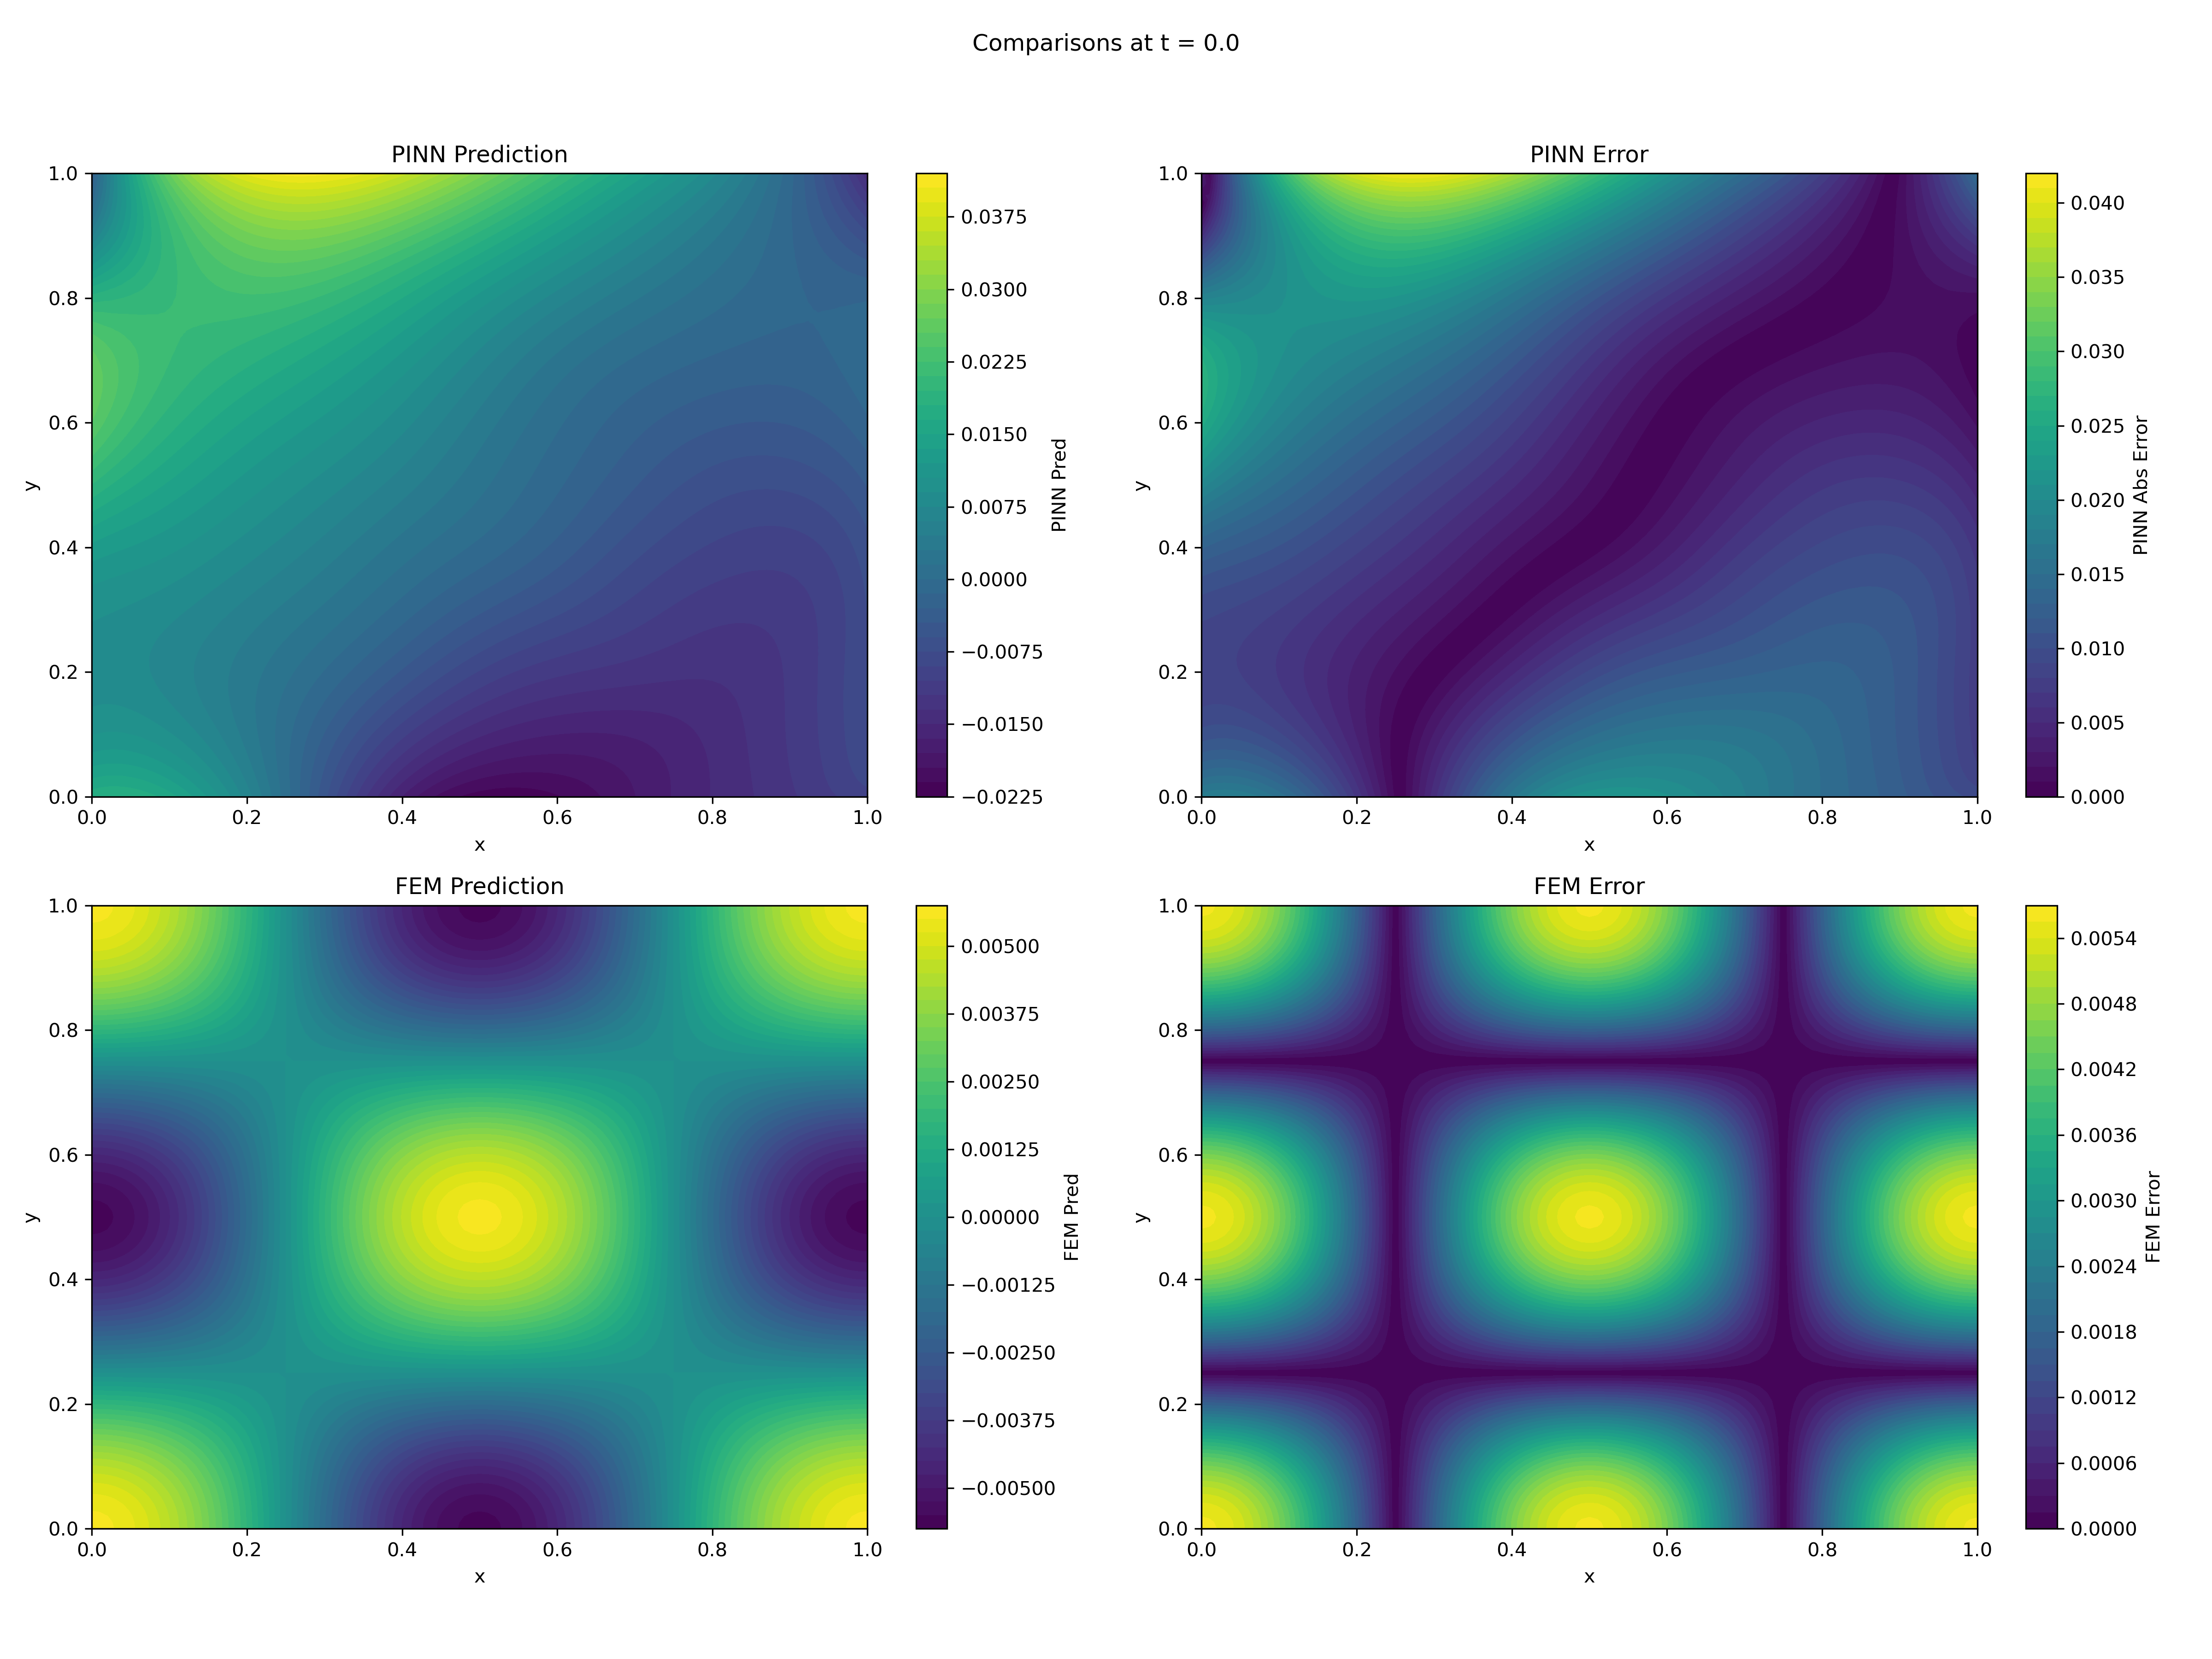 Comparisons at t = 0.0
PINN Prediction
1.0
0.8
0.6
0.4
0.2
0.0
y
0.0 0.2 0.4 0.6 0.8 1.0
x
0.0375
0.0300
0.0225
0.0150
0.0075
0.0000
−0.0075
−0.0150
−0.0225
PINN Pred
PINN Error
1.0
0.8
0.6
0.4
0.2
0.0
y
0.0 0.2 0.4 0.6 0.8 1.0
x
0.040
0.035
0.030
0.025
0.020
0.015
0.010
0.005
0.000
PINN Abs Error
FEM Prediction
1.0
0.8
0.6
0.4
0.2
0.0
y
0.0 0.2 0.4 0.6 0.8 1.0
x
0.00500
0.00375
0.00250
0.00125
0.00000
−0.00125
−0.00250
−0.00375
−0.00500
FEM Pred
FEM Error
1.0
0.8
0.6
0.4
0.2
0.0
y
0.0 0.2 0.4 0.6 0.8 1.0
x
0.0054
0.0048
0.0042
0.0036
0.0030
0.0024
0.0018
0.0012
0.0006
0.0000
FEM Error